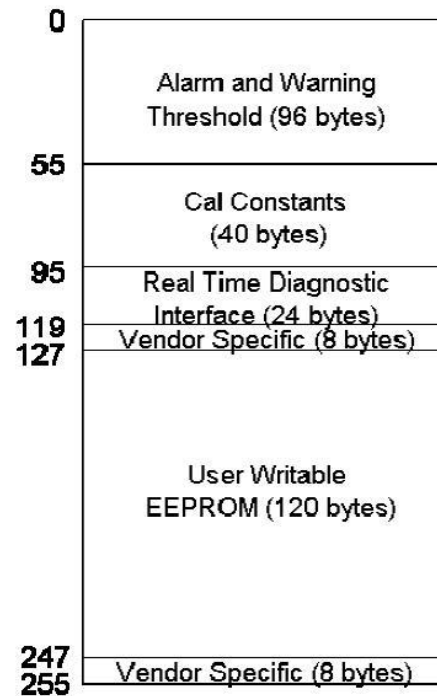 0
Alarm and Warning
Threshold (96 bytes)
55
Cal Constants
(40 bytes)
95
Real Time Diagnostic
Interface (24 bytes)
119
Vendor Specific (8 bytes)
127
User Writable
EEPROM (120 bytes)
247
Vendor Specific (8 bytes)
255